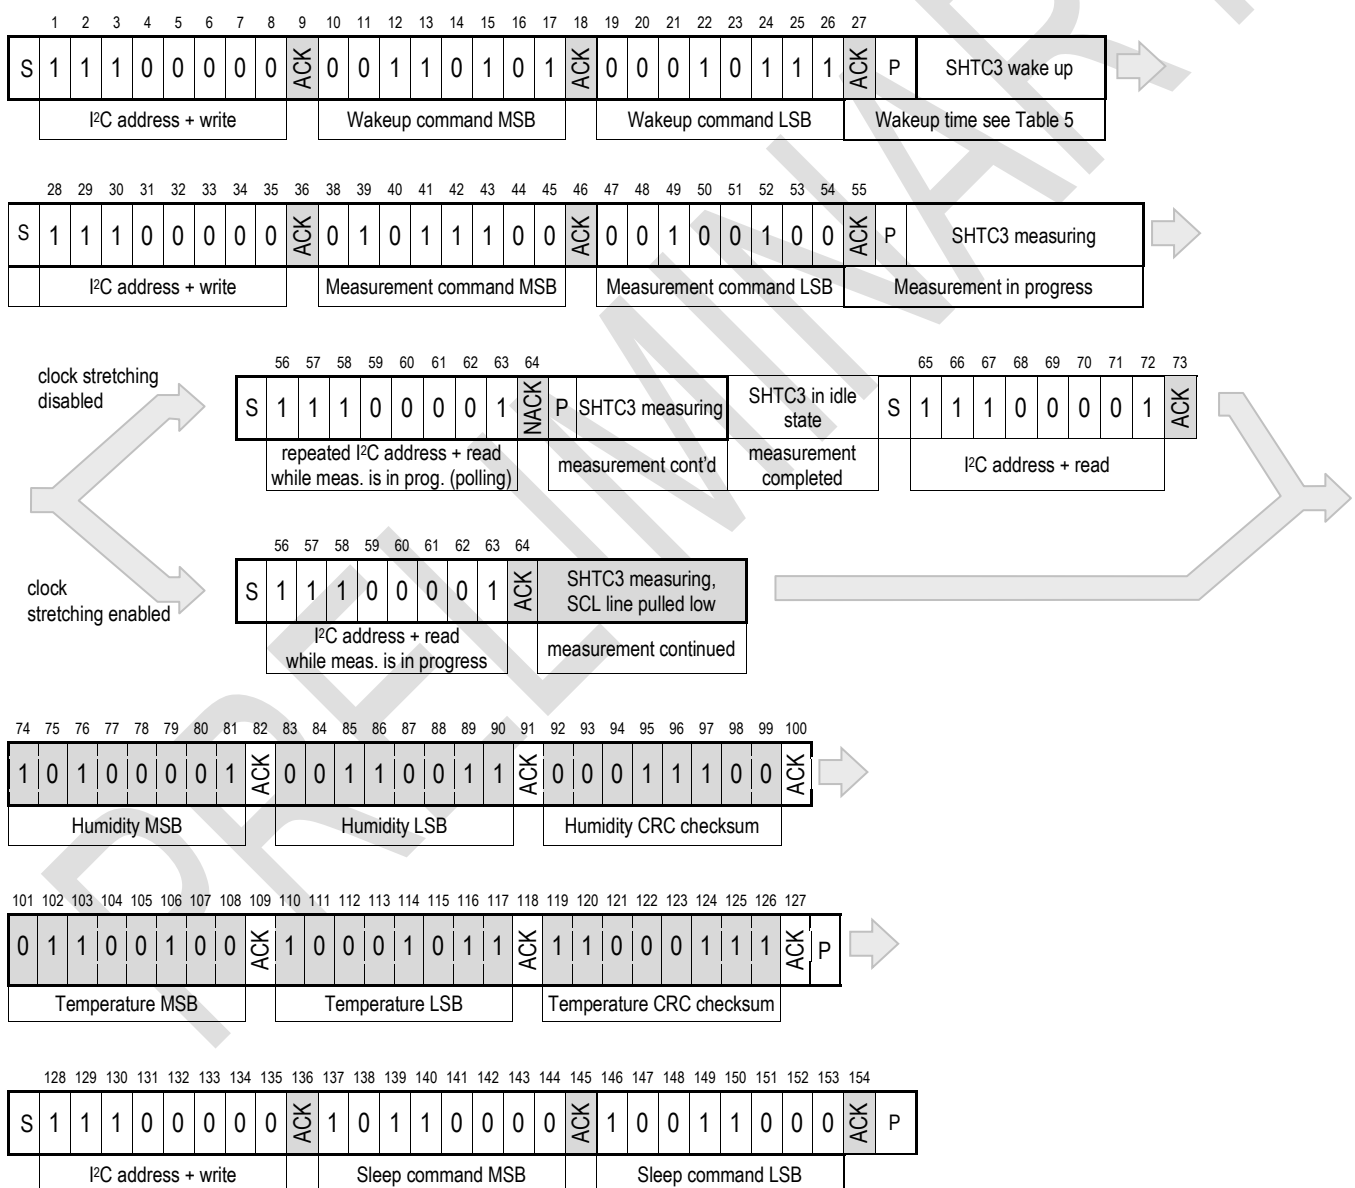 1 2 3 4 5 6 7 8 9 10 11 12 13 14 15 16 17 18 19 20 21 22 23 24 25 26 27
S 1 1 1 0 0 0 0 0 ACK 0 0 1 1 0 1 0 1 ACK 0 0 0 1 0 1 1 1 ACK P SHTC3 wake up
I²C address + write Wakeup command MSB Wakeup command LSB Wakeup time see Table 5
28 29 30 31 32 33 34 35 36 38 39 40 41 42 43 44 45 46 47 48 49 50 51 52 53 54 55
S 1 1 1 0 0 0 0 0 ACK 0 1 0 1 1 1 0 0 ACK 0 0 1 0 0 1 0 0 ACK P SHTC3 measuring
I²C address + write Measurement command MSB Measurement command LSB Measurement in progress
clock stretching
disabled
56 57 58 59 60 61 62 63 64
S 1 1 1 0 0 0 0 1 NACK P SHTC3 measuring
SHTC3 in idle
state
65 66 67 68 69 70 71 72 73
S 1 1 1 0 0 0 0 1 ACK
repeated I²C address + read
while meas. is in prog. (polling)
measurement cont'd
measurement
completed
I²C address + read
clock
stretching enabled
56 57 58 59 60 61 62 63 64
S 1 1 1 0 0 0 0 1 ACK
SHTC3 measuring,
SCL line pulled low
I²C address + read
while meas. is in progress
measurement continued
74 75 76 77 78 79 80 81 82 83 84 85 86 87 88 89 90 91 92 93 94 95 96 97 98 99 100
1 0 1 0 0 0 0 1 ACK 0 0 1 1 0 0 1 1 ACK 0 0 0 1 1 1 0 0 ACK
Humidity MSB Humidity LSB Humidity CRC checksum
101 102 103 104 105 106 107 108 109 110 111 112 113 114 115 116 117 118 119 120 121 122 123 124 125 126 127
0 1 1 0 0 1 0 0 ACK 1 0 0 0 1 0 1 1 ACK 1 1 0 0 0 1 1 1 ACK P
Temperature MSB Temperature LSB Temperature CRC checksum
128 129 130 131 132 133 134 135 136 137 138 139 140 141 142 143 144 145 146 147 148 149 150 151 152 153 154
S 1 1 1 0 0 0 0 0 ACK 1 0 1 1 0 0 0 0 ACK 1 0 0 1 1 0 0 0 ACK P
I²C address + write Sleep command MSB Sleep command LSB
PRELIMINAR